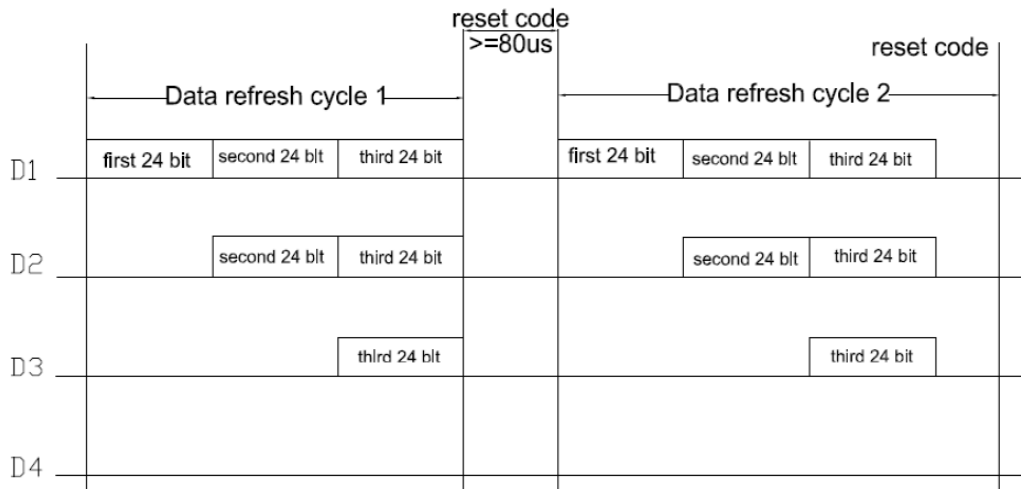 reset code
>=80us
reset code
Data refresh cycle 1
Data refresh cycle 2
D1 first 24 bit second 24 blt third 24 bit first 24 bit second 24 blt third 24 bit
D2 second 24 blt third 24 bit second 24 blt third 24 bit
D3 thlrd 24 blt third 24 bit
D4